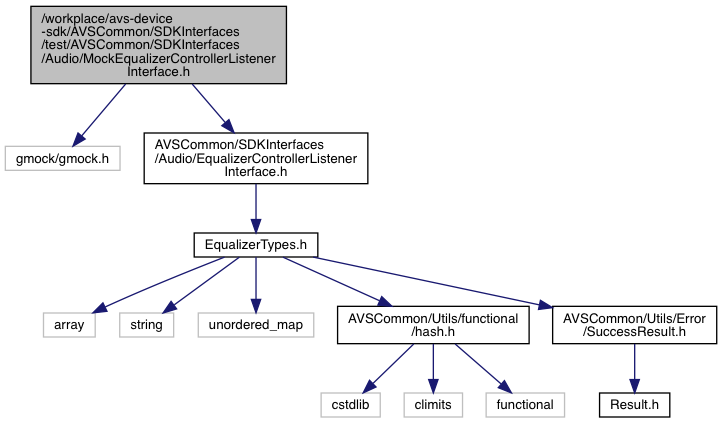 /workplace/avs-device
-sdk/AVSCommon/SDKInterfaces
/test/AVSCommon/SDKInterfaces
/Audio/MockEqualizerControllerListener
Interface.h
gmock/gmock.h
AVSCommon/SDKInterfaces
/Audio/EqualizerControllerListener
Interface.h
EqualizerTypes.h
array
string
unordered_map
AVSCommon/Utils/functional
/hash.h
AVSCommon/Utils/Error
/SuccessResult.h
cstdlib
climits
functional
Result.h